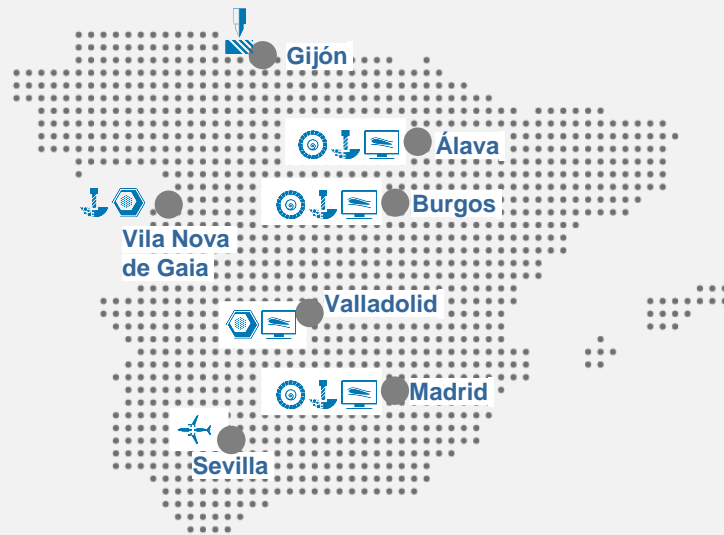 Gijón
Álava
Burgos
Vila Nova
de Gaia
Valladolid
Madrid
Sevilla